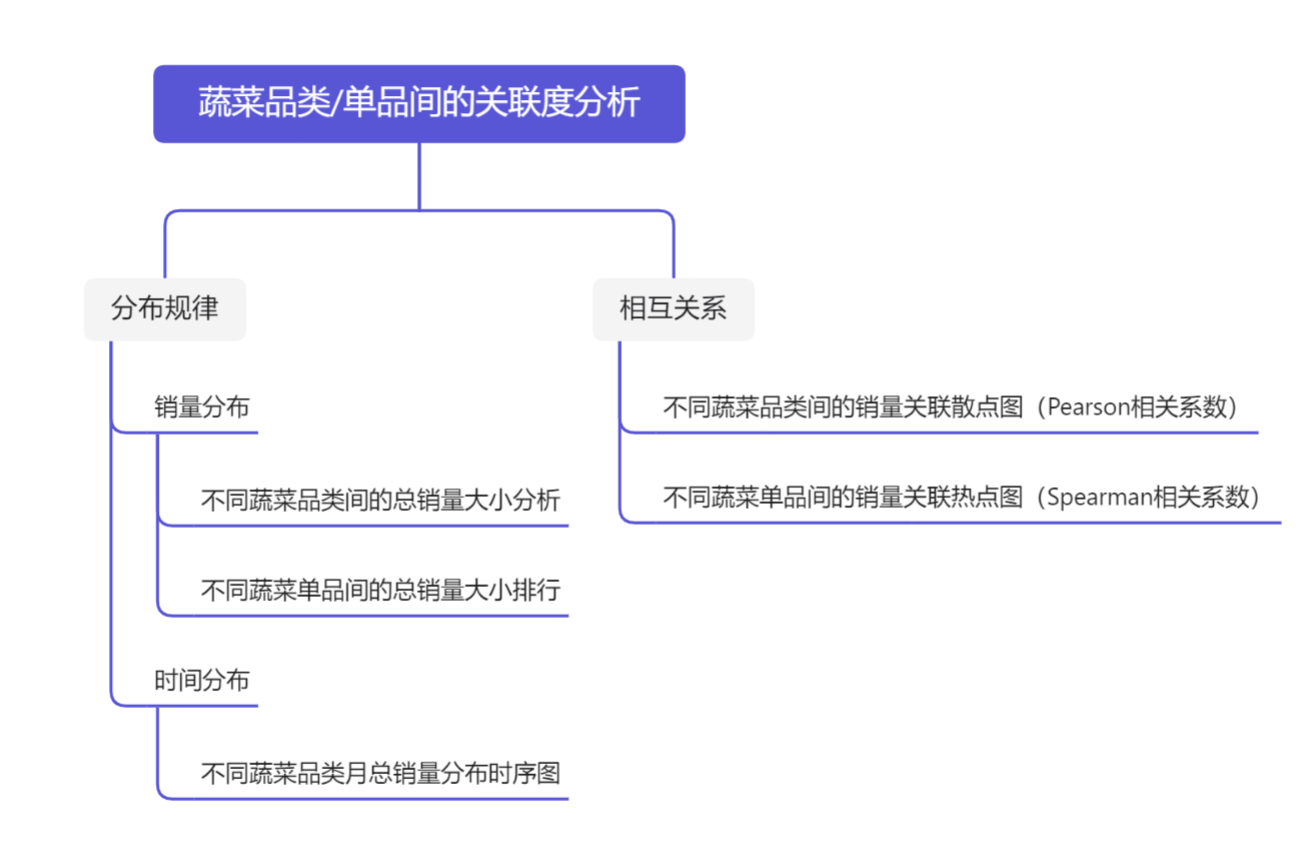 蔬菜品类/单品间的关联度分析
分布规律
销量分布
不同蔬菜品类间的总销量大小分析
不同蔬菜单品间的总销量大小排行
时间分布
不同蔬菜品类月总销量分布时序图
相互关系
不同蔬菜品类间的销量关联散点图（Pearson相关系数）
不同蔬菜单品间的销量关联热点图（Spearman相关系数）